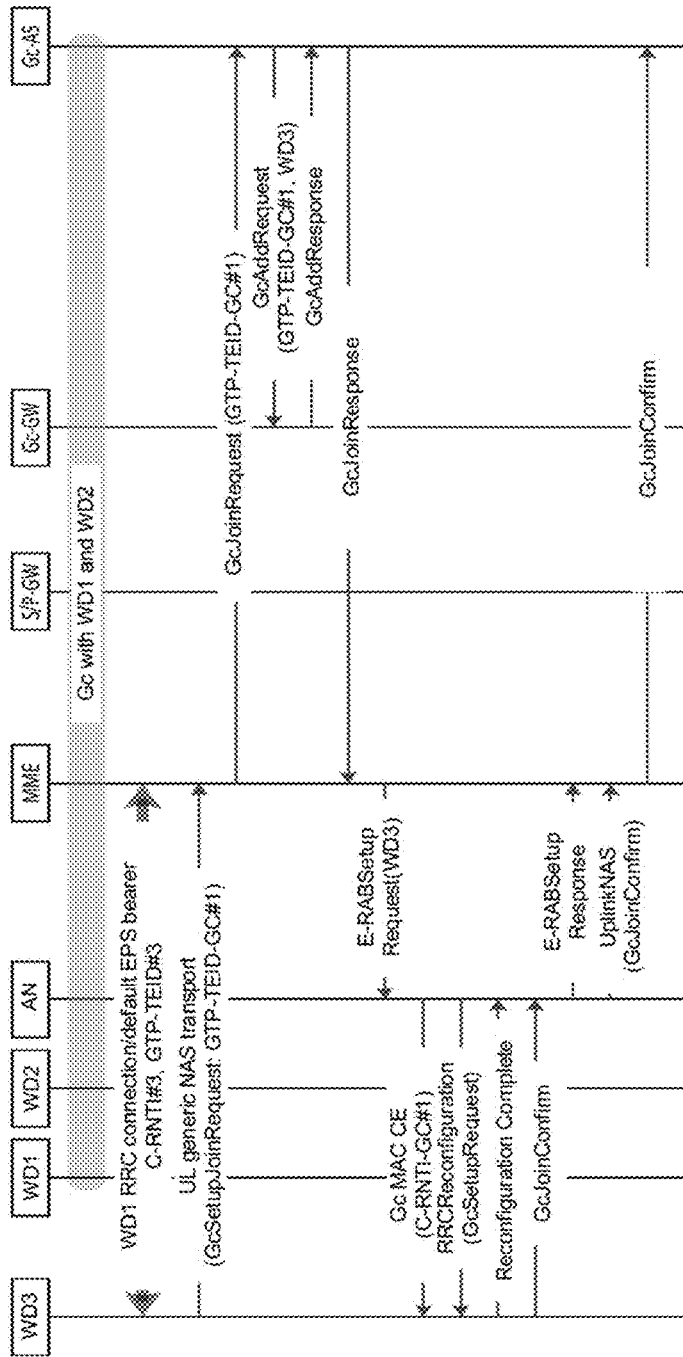 WD3
WD1
WD2
AN
MME
S/P-GW
Gc-GW
Gc-AS
Gc with WD1 and WD2
WD1 RRC connection/default EPS bearer
C-RNTI#3, GTP-TEID#3
UL generic NAS transport
(GcSetupJoinRequest: GTP-TEID-GC#1)
GcJoinRequest (GTP-TEID-GC#1)
GcAddRequest
(GTP-TEID-GC#1, WD3)
GcAddResponse
GcJoinResponse
E-RABSetup
Request(WD3)
Gc MAC CE
(C-RNTI-GC#1)
RRCReconfiguration
(GcSetupRequest)
Reconfiguration Complete
GcJoinConfirm
E-RABSetup
Response
UplinkNAS
(GcJoinConfirm)
GcJoinConfirm